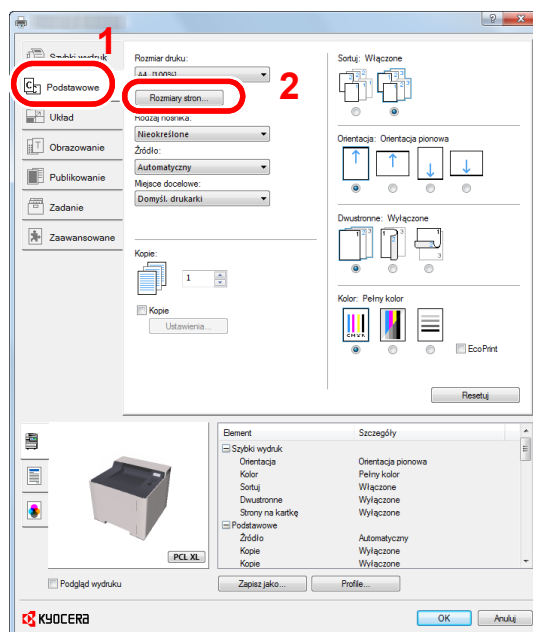 1
Szybki wydruk
Podstawowe
Układ
Obrazowanie
Publikowanie
Zadanie
Zaawansowane
Rozmiar druku:
A4 [100%]
Rozmiary stron...
2
Rodzaj nośnika:
Nieokreślone
Źródło:
Automatyczny
Miejsce docelowe:
Domyśl. drukarki
Kopie:
1
Kopie
Ustawienia...
Sortuj: Włączone
Orientacja: Orientacja pionowa
Dwustronne: Wyłączone
Kolor: Pełny kolor
CMYK
EcoPrint
Resetuj
Element Szczegóły
Szybki wydruk
Orientacja Orientacja pionowa
Kolor Pełny kolor
Sortuj Włączone
Dwustronne Wyłączone
Strony na kartkę Wyłączone
Podstawowe
Źródło Automatyczny
Kopie Wyłączone
Kopie Wyłączone
PCL XL
Podgląd wydruku
Zapisz jako...
Profile...
KYOCERA
OK
Anuluj